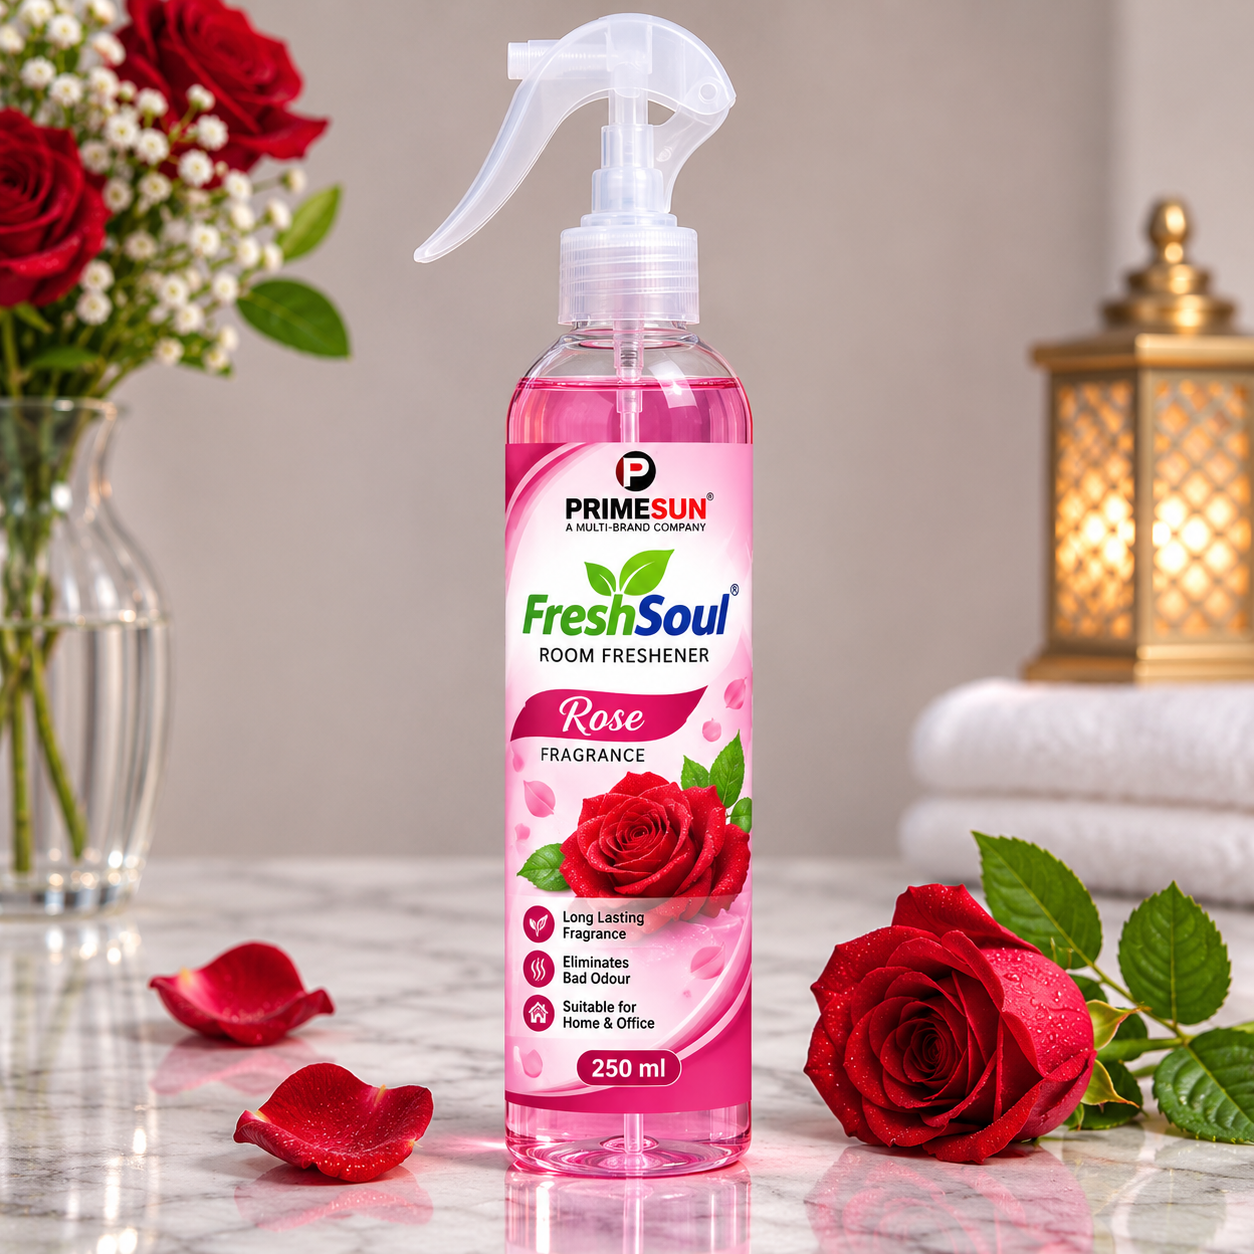 P
PRIMESUN®
A MULTI-BRAND COMPANY
FreshSoul®
ROOM FRESHENER
Rose
FRAGRANCE
Long Lasting
Fragrance
Eliminates
Bad Odour
Suitable for
Home & Office
250 ml